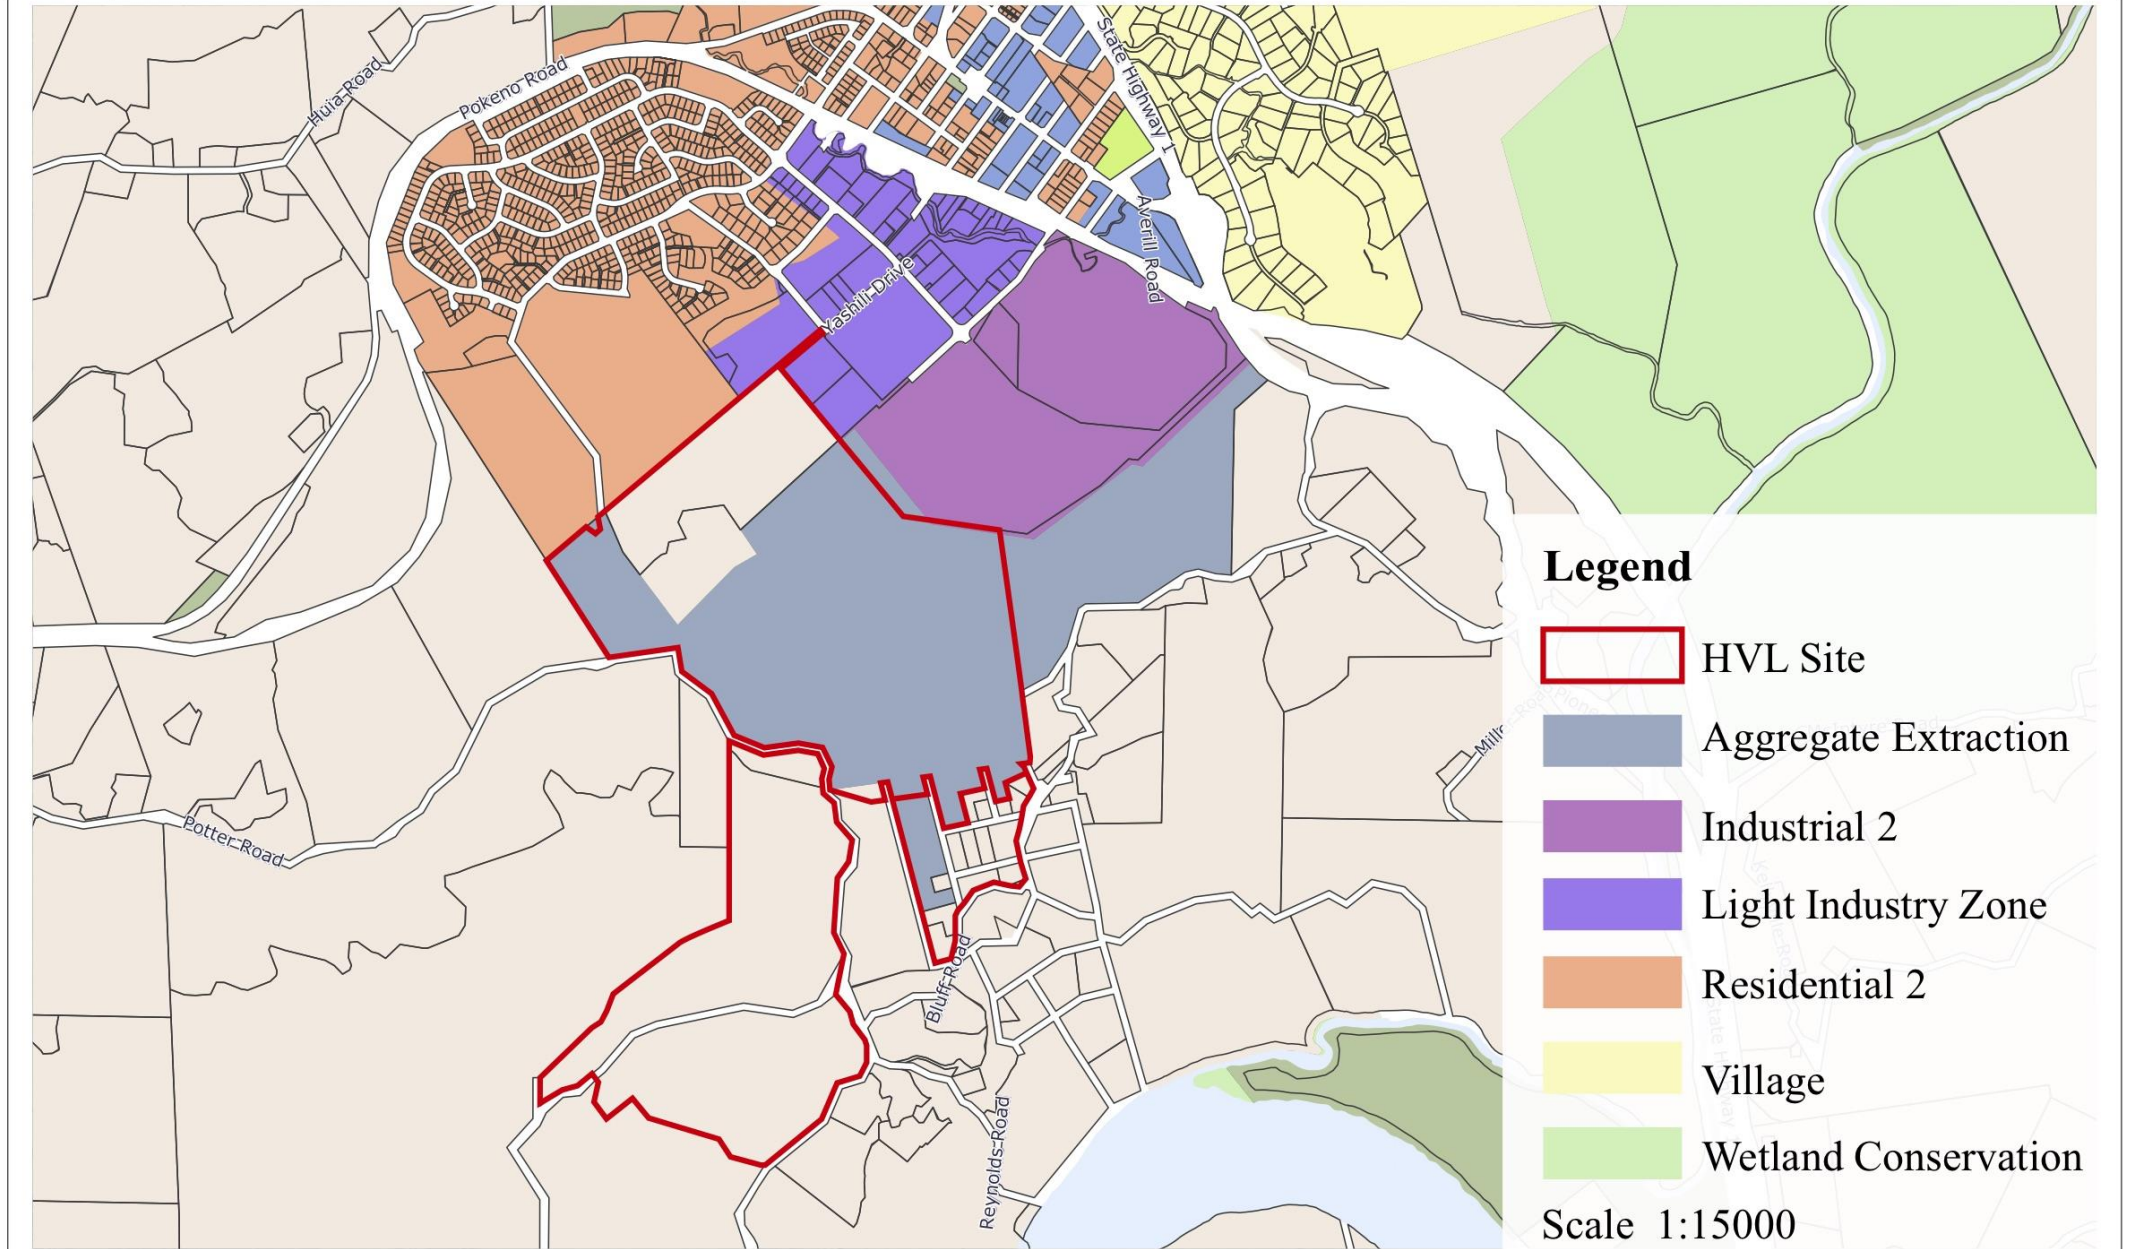 Huia Road
Pokeno Road
State Highway 1
Averill Road
Yashili Drive
Potter Road
Bluff Road
Reynolds Road
Legend
HVL Site
Aggregate Extraction
Industrial 2
Light Industry Zone
Residential 2
Village
Wetland Conservation
Scale 1:15000